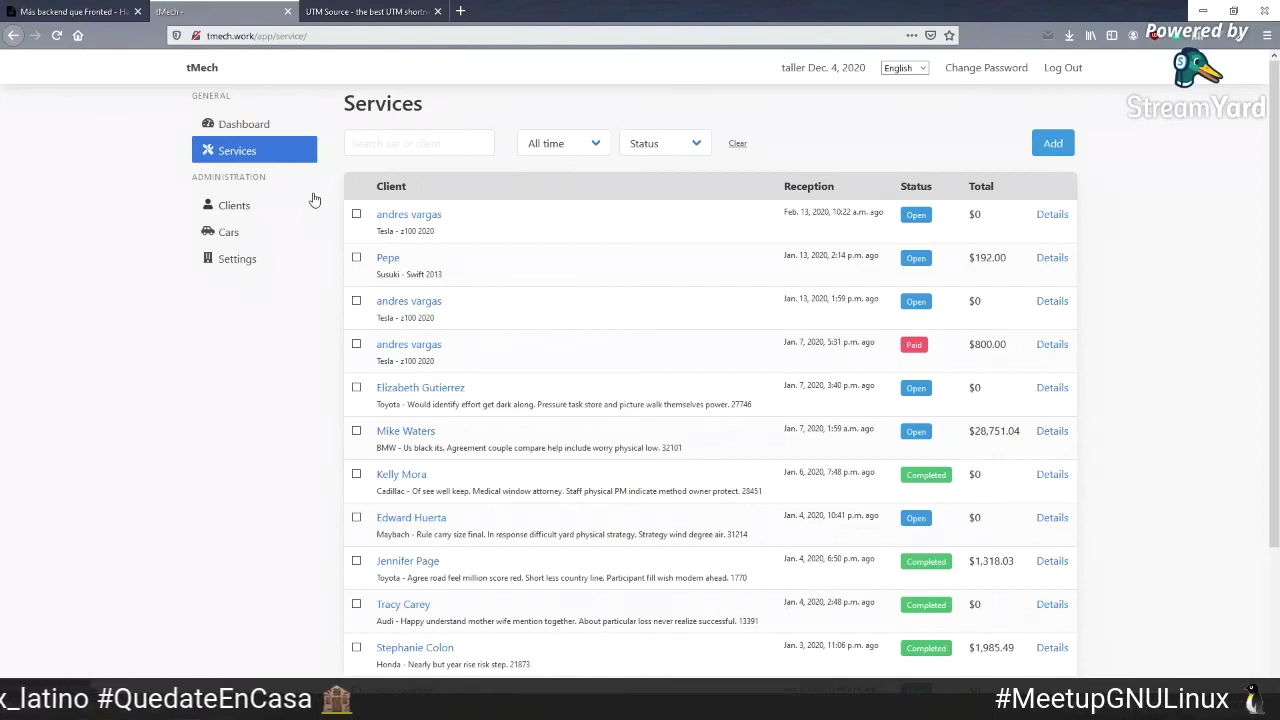 Más backend que Fronted - Ha
tMech -
UTM Source - the best UTM shortne
tmech.work/app/service/
Powered by
StreamYard
tMech
taller Dec. 4, 2020
English
Change Password
Log Out
GENERAL
Dashboard
Services
ADMINISTRATION
Clients
Cars
Settings
Services
Search car or client
All time
Status
Clear
Add
Client Reception Status Total
andres vargas Feb. 13, 2020, 10:22 a.m. ago Open $0 Details
Tesla - z100 2020
Pepe Jan. 13, 2020, 2:14 p.m. ago Open $192.00 Details
Susuki - Swift 2013
andres vargas Jan. 13, 2020, 1:59 p.m. ago Open $0 Details
Tesla - z100 2020
andres vargas Jan. 7, 2020, 5:31 p.m. ago Paid $800.00 Details
Tesla - z100 2020
Elizabeth Gutierrez Jan. 7, 2020, 3:40 p.m. ago Open $0 Details
Toyota - Would identify effort get dark along. Pressure task store and picture walk themselves power. 27746
Mike Waters Jan. 7, 2020, 1:59 a.m. ago Open $28,751.04 Details
BMW - Us black its. Agreement couple compare help include worry physical low. 32101
Kelly Mora Jan. 6, 2020, 7:48 p.m. ago Completed $0 Details
Cadillac - Of see well keep. Medical window attorney. Staff physical PM indicate method owner protect. 28451
Edward Huerta Jan. 4, 2020, 10:41 p.m. ago Open $0 Details
Maybach - Rule carry size final. In response difficult yard physical strategy. Strategy wind degree air. 31214
Jennifer Page Jan. 4, 2020, 6:50 p.m. ago Completed $1,318.03 Details
Toyota - Agree road feel million score red. Short less country line. Participant fill wish modern ahead. 1770
Tracy Carey Jan. 4, 2020, 2:48 p.m. ago Completed $0 Details
Audi - Happy understand mother wife mention together. About particular loss never realize successful. 13391
Stephanie Colon Jan. 3, 2020, 11:06 p.m. ago Completed $1,985.49 Details
Honda - Nearly but year rise risk step. 21873
x_latino #QuedateEnCasa
#MeetupGNULinux